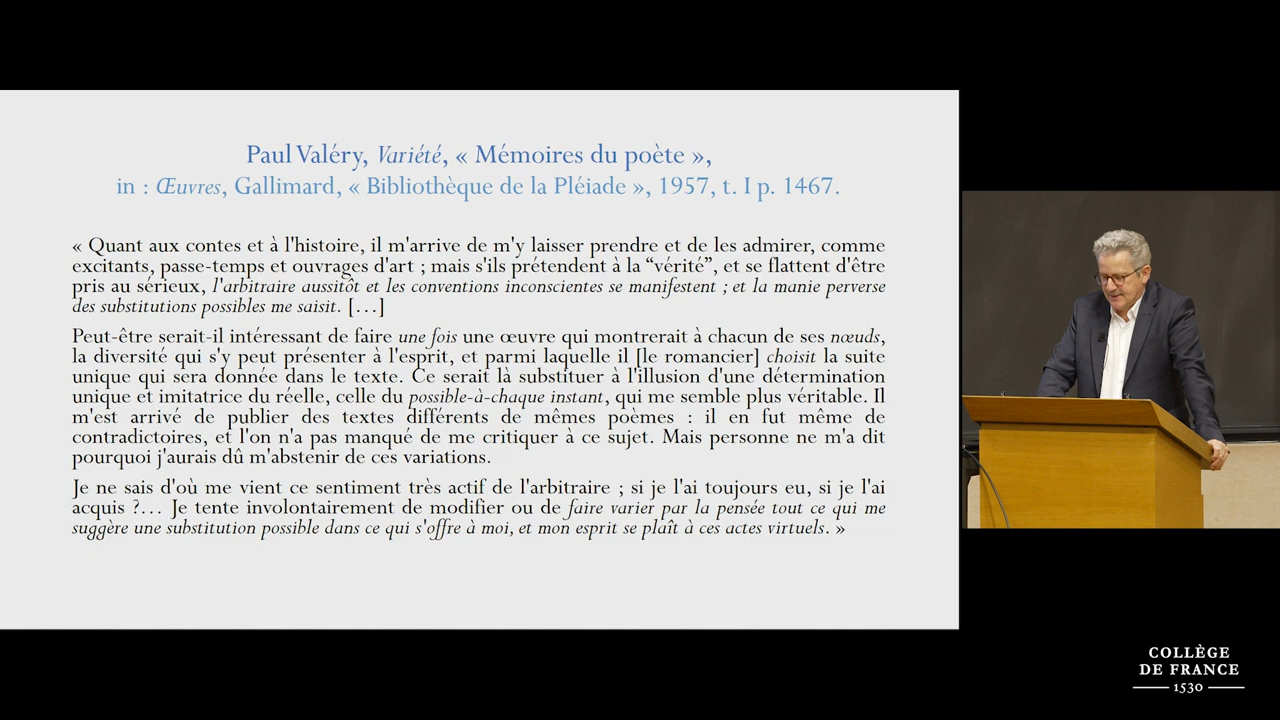 Paul Valéry, Variété, « Mémoires du poète »,
in : Œuvres, Gallimard, « Bibliothèque de la Pléiade », 1957, t. I p. 1467.
« Quant aux contes et à l'histoire, il m'arrive de m'y laisser prendre et de les admirer, comme
excitants, passe-temps et ouvrages d'art ; mais s'ils prétendent à la “vérité”, et se flattent d'être
pris au sérieux, l'arbitraire aussitôt et les conventions inconscientes se manifestent ; et la manie perverse
des substitutions possibles me saisit. […]
Peut-être serait-il intéressant de faire une fois une œuvre qui montrerait à chacun de ses nœuds,
la diversité qui s'y peut présenter à l'esprit, et parmi laquelle il [le romancier] choisit la suite
unique qui sera donnée dans le texte. Ce serait là substituer à l'illusion d'une détermination
unique et imitatrice du réelle, celle du possible-à-chaque instant, qui me semble plus véritable. Il
m'est arrivé de publier des textes différents de mêmes poèmes : il en fut même de
contradictoires, et l'on n'a pas manqué de me critiquer à ce sujet. Mais personne ne m'a dit
pourquoi j'aurais dû m'abstenir de ces variations.
Je ne sais d'où me vient ce sentiment très actif de l'arbitraire ; si je l'ai toujours eu, si je l'ai
acquis ?… Je tente involontairement de modifier ou de faire varier par la pensée tout ce qui me
suggère une substitution possible dans ce qui s'offre à moi, et mon esprit se plaît à ces actes virtuels. »
COLLÈGE
DE FRANCE
1530